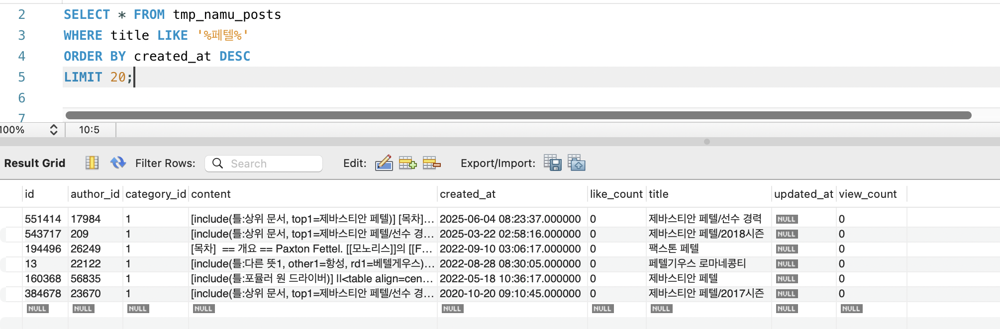 2 SELECT * FROM tmp_namu_posts
3 WHERE title LIKE '%페텔%'
4 ORDER BY created_at DESC
5 LIMIT 20;
6
7
100% 10:5
Result Grid Filter Rows: Search Edit: Export/Import:
id author_id category_id content created_at like_count title updated_at view_count
551414 17984 1 [include(틀:상위 문서, top1=제바스티안 페텔)] [목차]... 2025-06-04 08:23:37.000000 0 제바스티안 페텔/선수 경력 NULL 0
543717 209 1 [include(틀:상위 문서, top1=제바스티안 페텔/선수 경... 2025-03-22 02:58:16.000000 0 제바스티안 페텔/2018시즌 NULL 0
194496 26249 1 [목차] == 개요 == Paxton Fettel. [[모노리스]]의 [[F... 2022-09-10 03:06:17.000000 0 팩스톤 페텔 NULL 0
13 22122 1 [include(틀:다른 뜻1, other1=항성, rd1=베텔게우스)... 2022-08-28 08:30:05.000000 0 페텔기우스 로마네콩티 NULL 0
160368 56835 1 [include(틀:포뮬러 원 드라이버)] ||<table align=cen... 2022-05-18 10:36:17.000000 0 제바스티안 페텔 NULL 0
384678 23670 1 [include(틀:상위 문서, top1=제바스티안 페텔/선수 경... 2020-10-20 09:10:45.000000 0 제바스티안 페텔/2017시즌 NULL 0
NULL NULL NULL NULL NULL NULL NULL NULL NULL